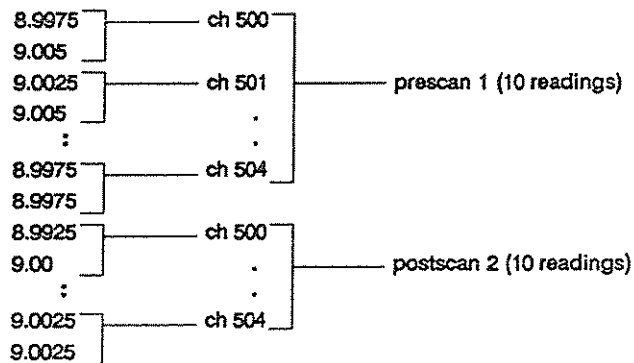 8.9975 ch 500
9.005
9.0025 ch 501 prescan 1 (10 readings)
9.005 .
: .
8.9975 ch 504
8.9975
8.9925 ch 500
9.00 . postscan 2 (10 readings)
: .
9.0025 ch 504
9.0025